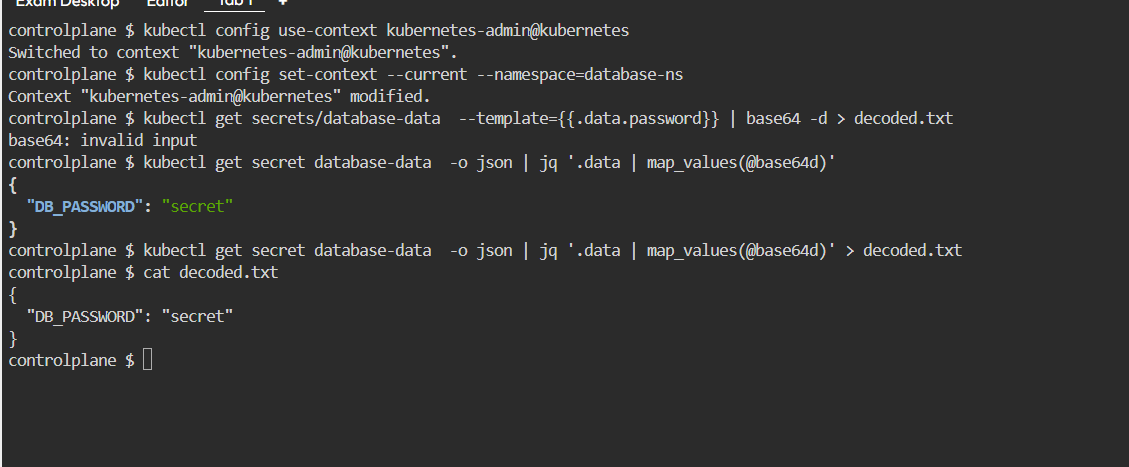 Exam Desktop Editor Tab 1 +
controlplane $ kubectl config use-context kubernetes-admin@kubernetes
Switched to context "kubernetes-admin@kubernetes".
controlplane $ kubectl config set-context --current --namespace=database-ns
Context "kubernetes-admin@kubernetes" modified.
controlplane $ kubectl get secrets/database-data  --template={{.data.password}} | base64 -d > decoded.txt
base64: invalid input
controlplane $ kubectl get secret database-data  -o json | jq '.data | map_values(@base64d)'
{
  "DB_PASSWORD": "secret"
}
controlplane $ kubectl get secret database-data  -o json | jq '.data | map_values(@base64d)' > decoded.txt
controlplane $ cat decoded.txt
{
  "DB_PASSWORD": "secret"
}
controlplane $